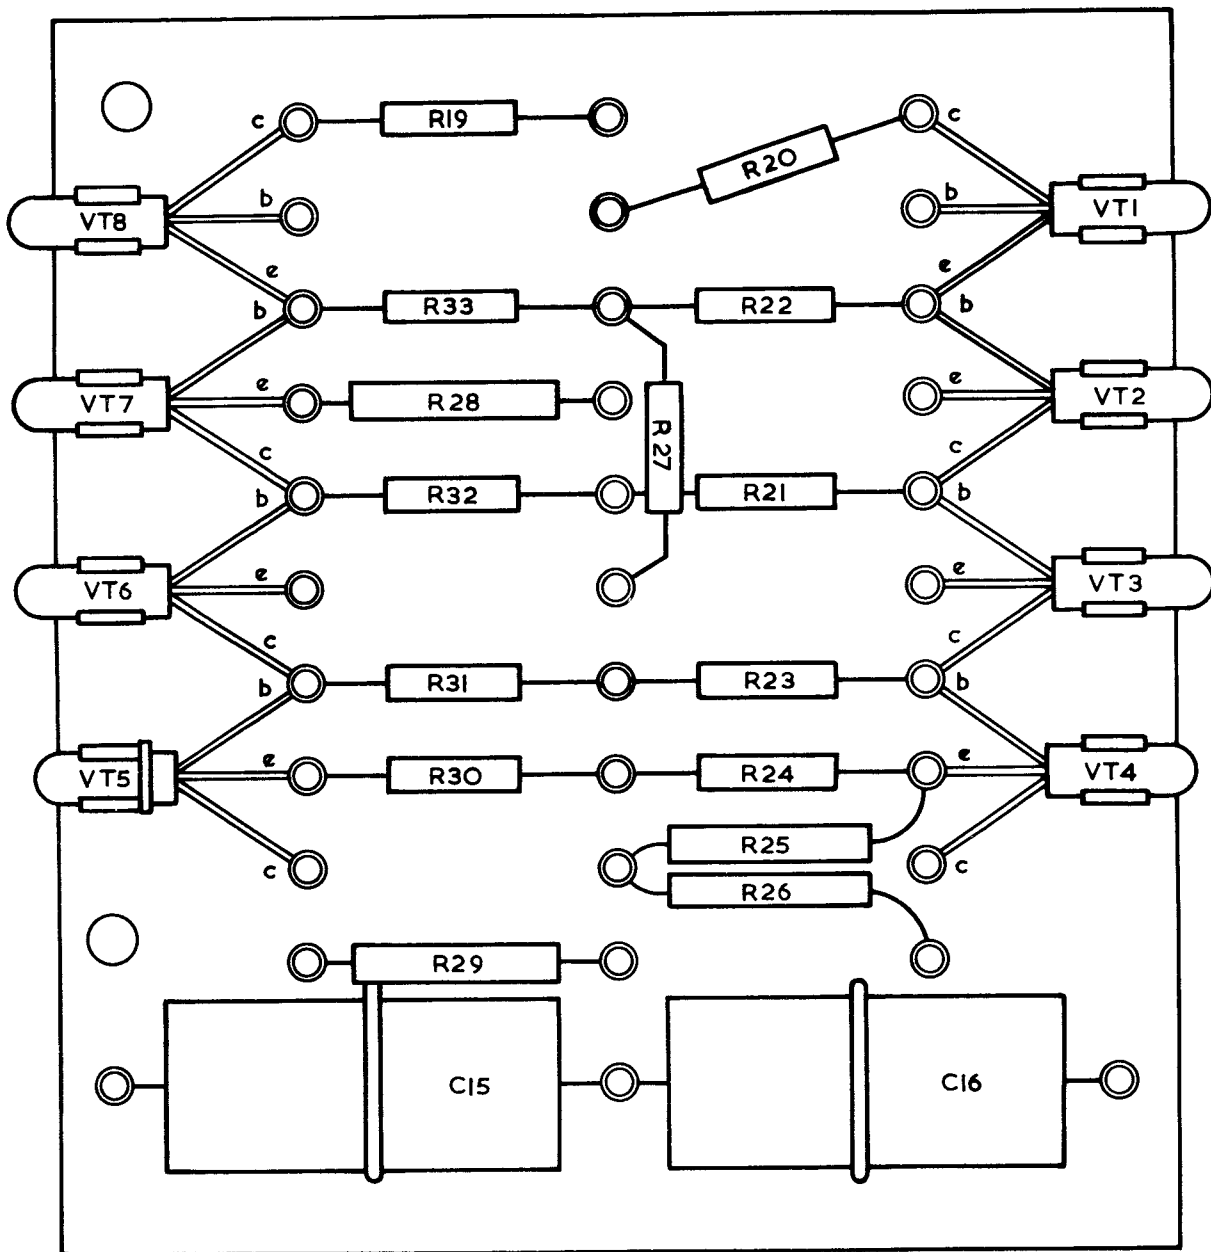 c R19 c
R20
b b
VT8 VT1
e e
b R33 R22 b
e e
VT7 R28 VT2
c R27 c
b R32 R21 b
e e
VT6 VT3
c c
b R31 R23 b
e e
VT5 R30 R24 VT4
R25
c c
R26
R29
C15 C16